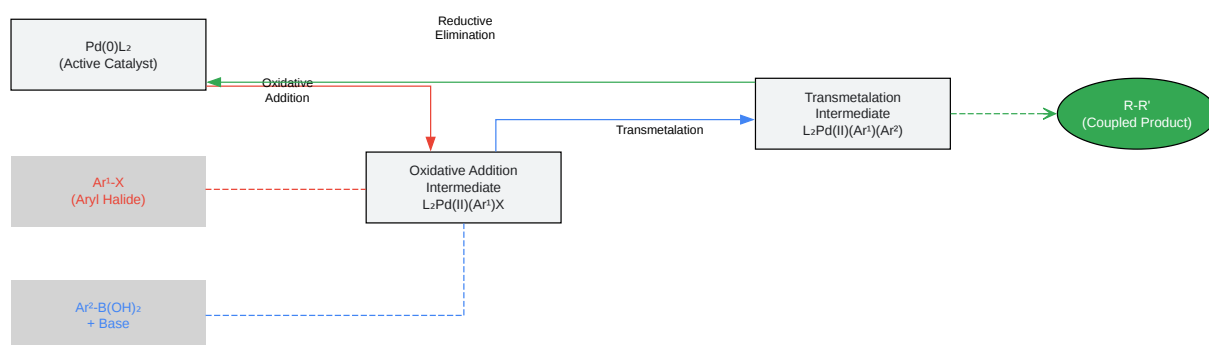 Reductive
Elimination
Pd(0)L₂
(Active Catalyst)
Oxidative
Addition
Transmetalation
Intermediate
L₂Pd(II)(Ar¹)(Ar²)
R-R'
(Coupled Product)
Transmetalation
Ar¹-X
(Aryl Halide)
Oxidative Addition
Intermediate
L₂Pd(II)(Ar¹)X
Ar²-B(OH)₂
+ Base